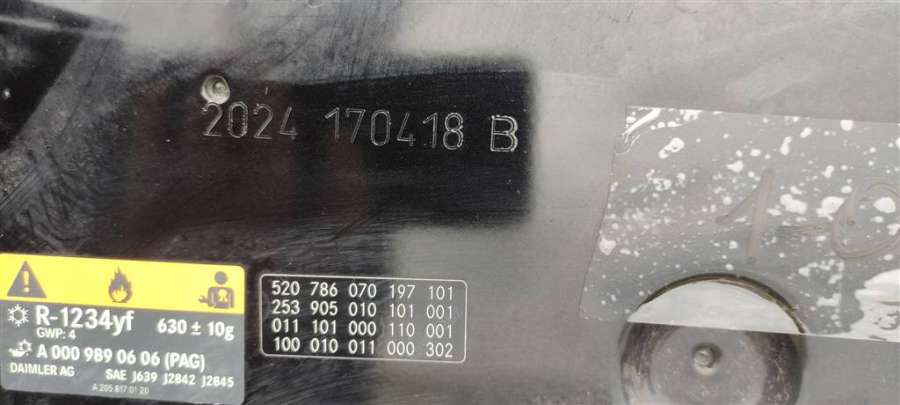 2024 170418 B
1-0
R-1234yf 630 ± 10g
GWP: 4
A 000 989 06 06 (PAG)
DAIMLER AG SAE J639 J2842 J2845
A 205 817 01 20
520 786 070 197 101
253 905 010 101 001
011 101 000 110 001
100 010 011 000 302